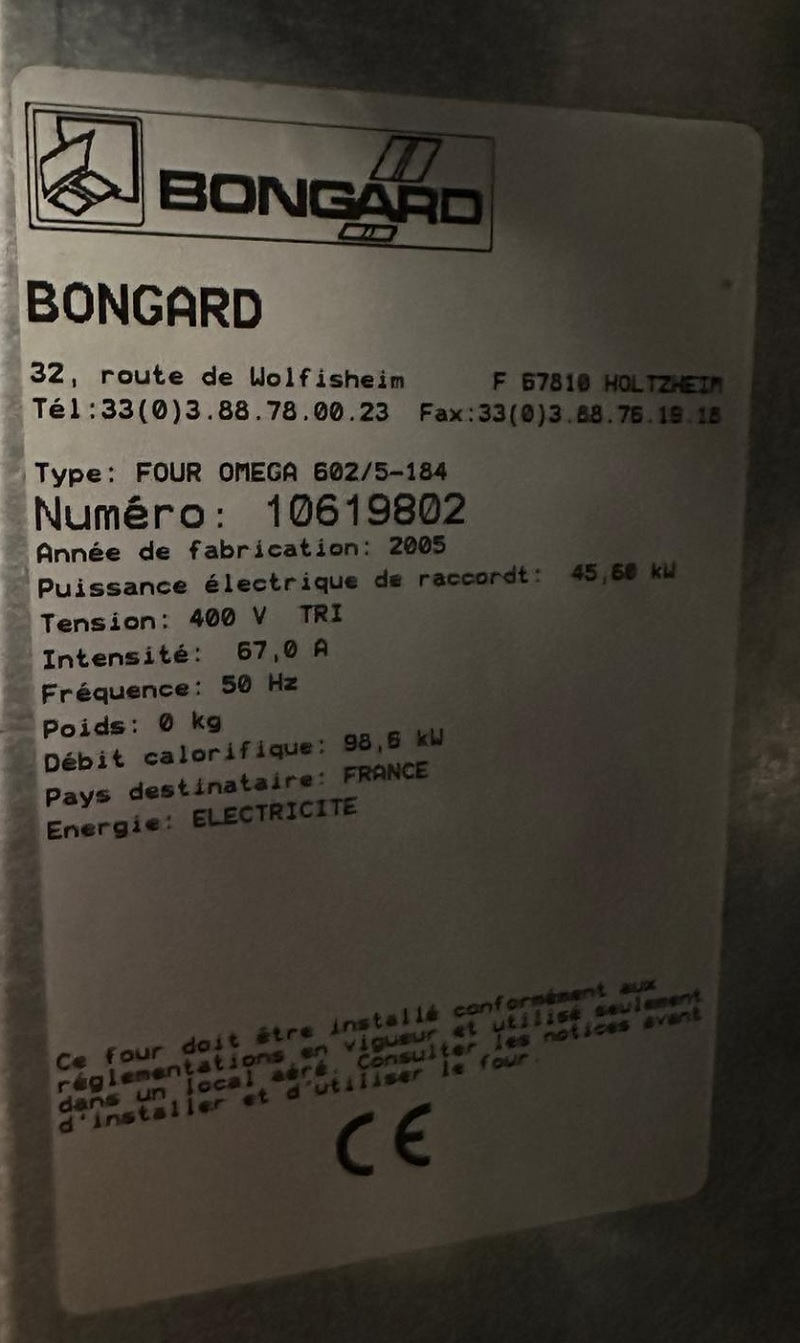 BONGARD
BONGARD
32, route de Wolfisheim F 67810 HOLTZHEIM
Tél:33(0)3.88.78.00.23 Fax:33(0)3.88.76.19.18
Type: FOUR OMEGA 602/5-184
Numéro: 10619802
Année de fabrication: 2005
Puissance électrique de raccordt: 45,60 kW
Tension: 400 V TRI
Intensité: 67,0 A
Fréquence: 50 Hz
Poids: 0 kg
Débit calorifique: 98,6 kW
Pays destinataire: FRANCE
Energie: ELECTRICITE
Ce four doit être installé conformément aux
réglementations en vigueur et utilisé seulement
dans un local aéré. Consulter les notices avant
d'installer et d'utiliser le four.
CE